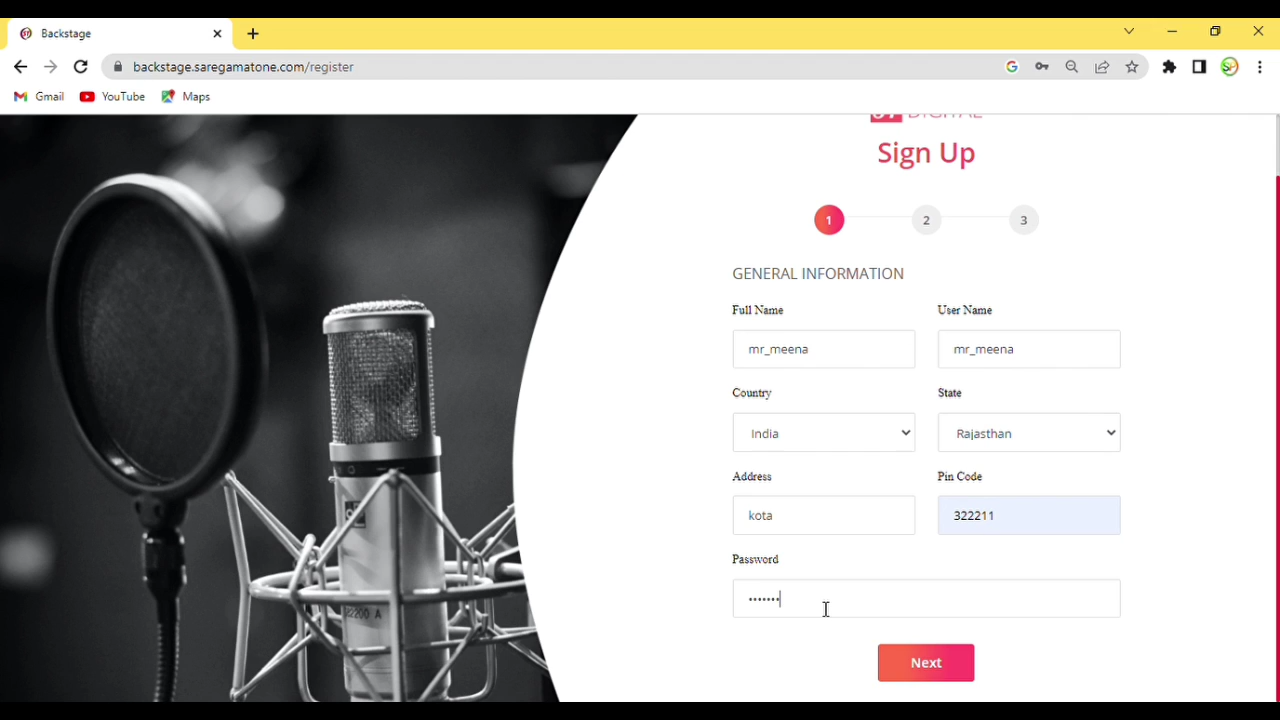 Backstage
backstage.saregamatone.com/register
Gmail YouTube Maps
DIGITAL
Sign Up
1 2 3
GENERAL INFORMATION
Full Name User Name
mr_meena mr_meena
Country State
India Rajasthan
Address Pin Code
kota 322211
Password
•••••••
Next